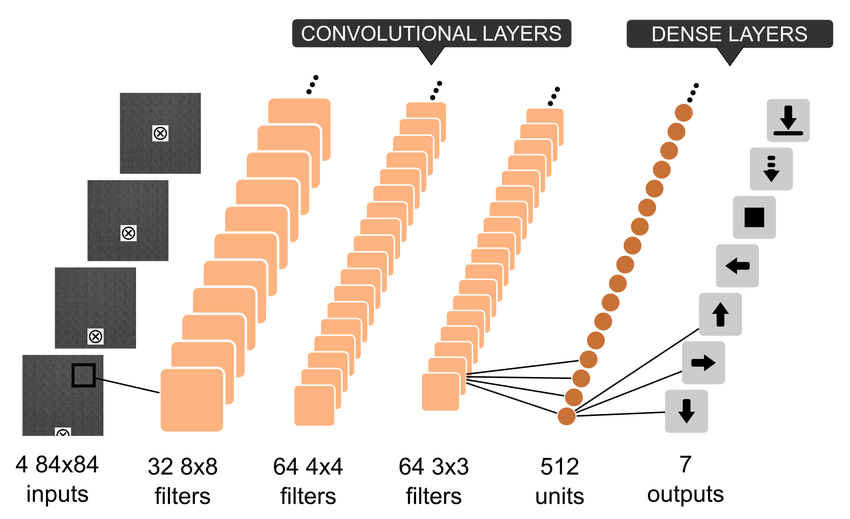 CONVOLUTIONAL LAYERS
DENSE LAYERS
4 84x84
inputs
32 8x8
filters
64 4x4
filters
64 3x3
filters
512
units
7
outputs